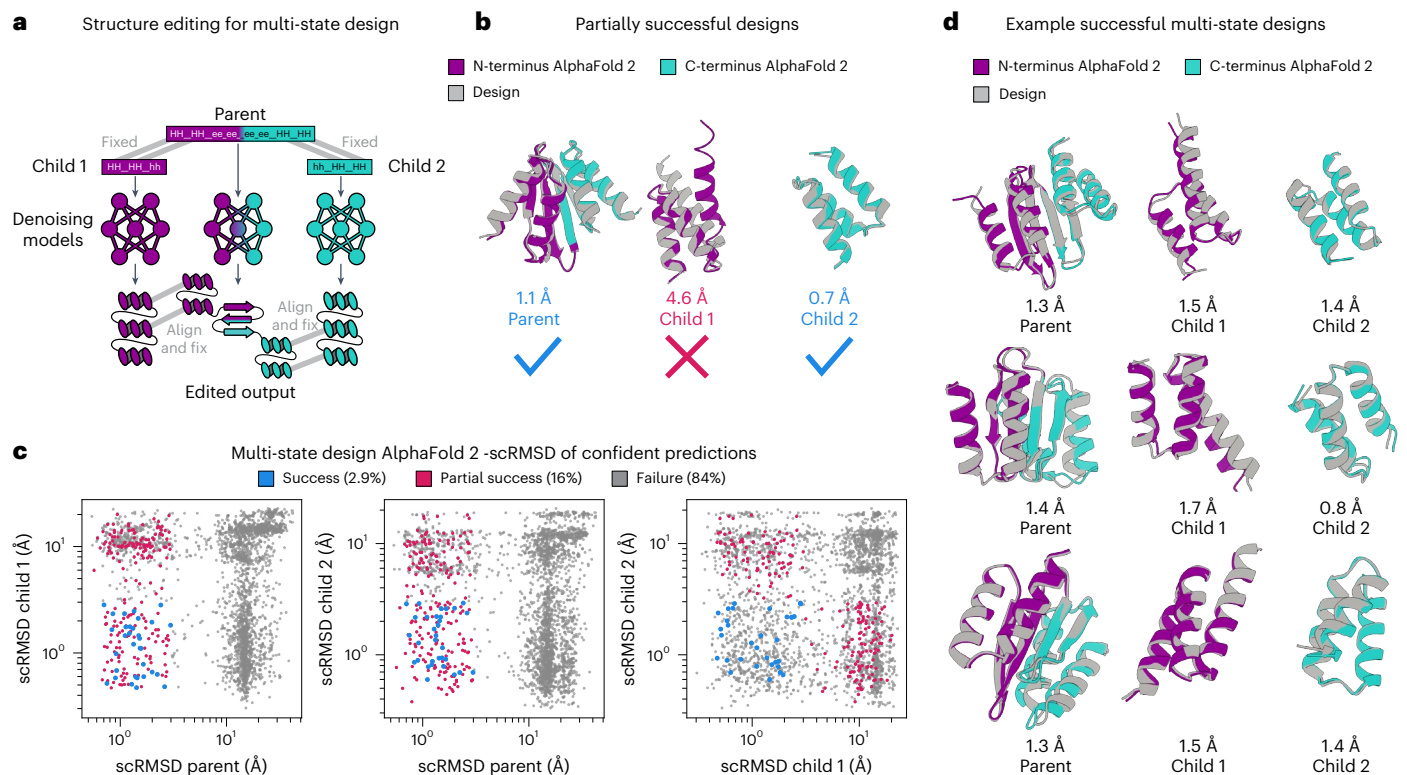 a
Structure editing for multi-state design
Parent
HH__HH__ee_ee_ee_ee__HH__HH
Fixed
Fixed
Child 1
HH__HH__hh
hh__HH__HH
Child 2
Denoising
models
Align
and fix
Align
and fix
Edited output
b
Partially successful designs
N-terminus AlphaFold 2
C-terminus AlphaFold 2
Design
1.1 Å
Parent
4.6 Å
Child 1
0.7 Å
Child 2
c
Multi-state design AlphaFold 2 -scRMSD of confident predictions
Success (2.9%)
Partial success (16%)
Failure (84%)
scRMSD child 1 (Å)
10¹
10⁰
10⁰
10¹
scRMSD parent (Å)
scRMSD child 2 (Å)
10¹
10⁰
10⁰
10¹
scRMSD parent (Å)
scRMSD child 2 (Å)
10¹
10⁰
10⁰
10¹
scRMSD child 1 (Å)
d
Example successful multi-state designs
N-terminus AlphaFold 2
C-terminus AlphaFold 2
Design
1.3 Å
Parent
1.5 Å
Child 1
1.4 Å
Child 2
1.4 Å
Parent
1.7 Å
Child 1
0.8 Å
Child 2
1.3 Å
Parent
1.5 Å
Child 1
1.4 Å
Child 2